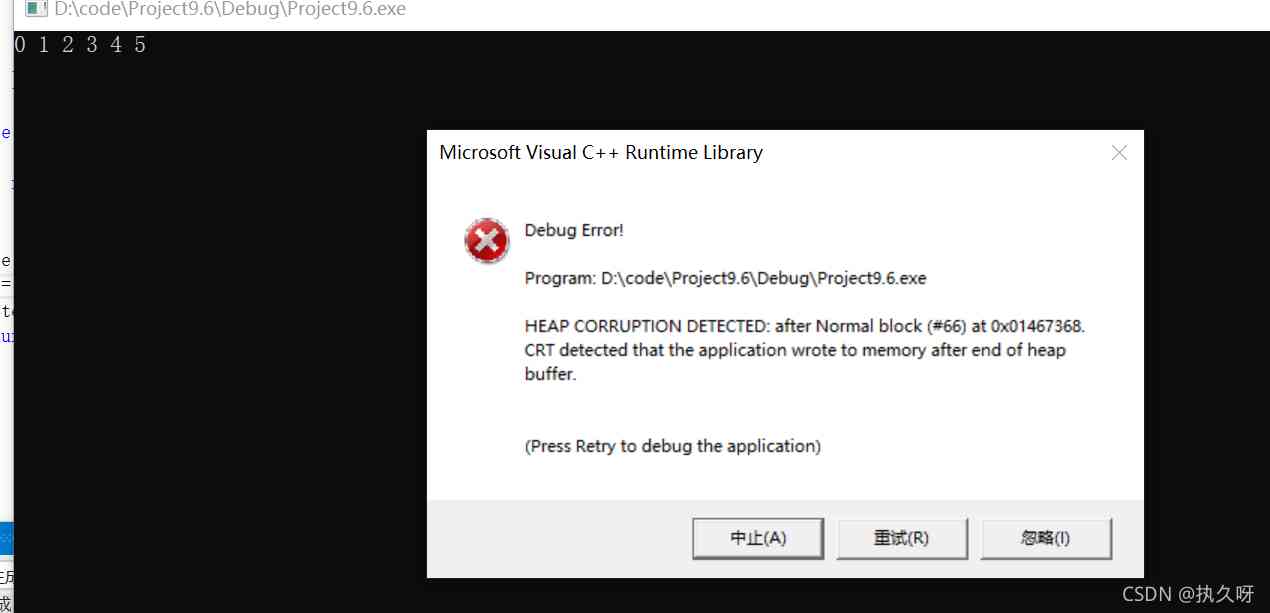 D:\code\Project9.6\Debug\Project9.6.exe
0 1 2 3 4 5
Microsoft Visual C++ Runtime Library
Debug Error!
Program: D:\code\Project9.6\Debug\Project9.6.exe
HEAP CORRUPTION DETECTED: after Normal block (#66) at 0x01467368.
CRT detected that the application wrote to memory after end of heap
buffer.
(Press Retry to debug the application)
中止(A) 重试(R) 忽略(I)
CSDN @执久呀